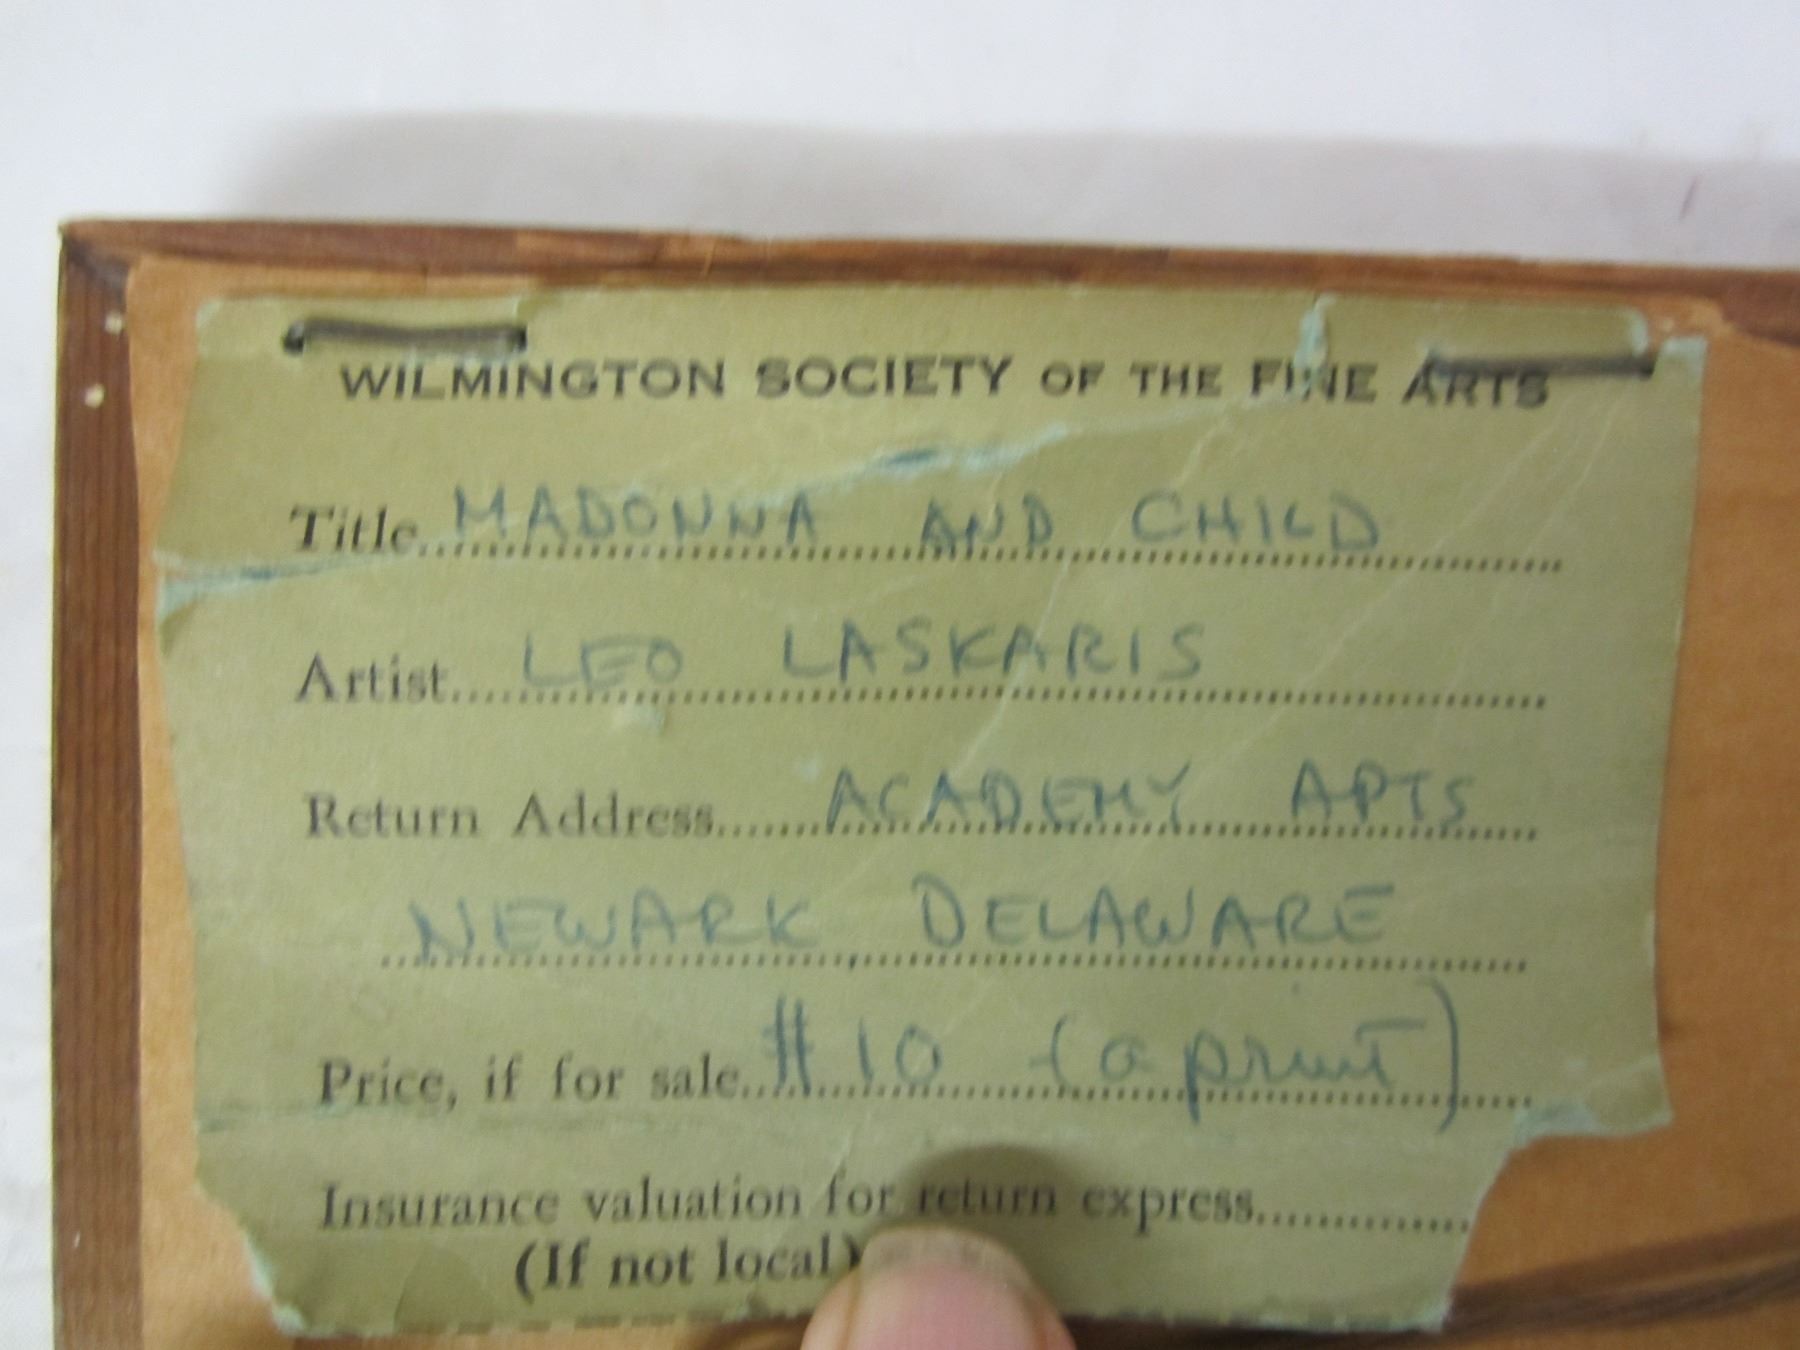 WILMINGTON SOCIETY OF THE FINE ARTS
Title MADONNA AND CHILD
Artist LEO LASKARIS
Return Address ACADEMY APTS
NEWARK DELAWARE
Price, if for sale $10 (a print)
Insurance valuation for return express
(If not local)